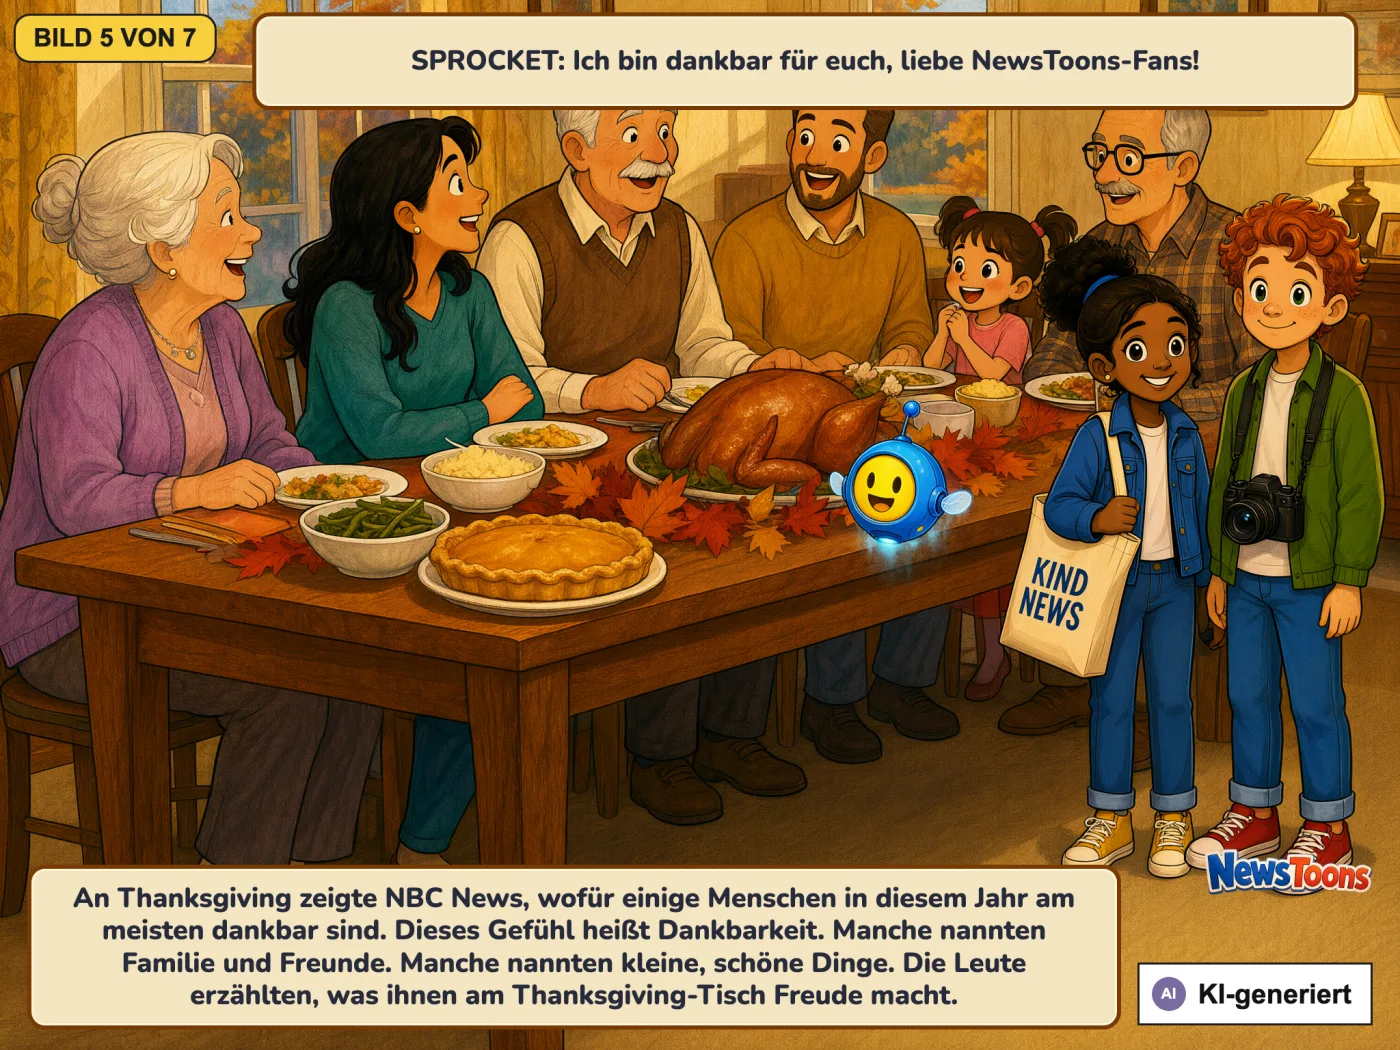 BILD 5 VON 7
SPROCKET: Ich bin dankbar für euch, liebe NewsToons-Fans!
KIND
NEWS
NewsToons
An Thanksgiving zeigte NBC News, wofür einige Menschen in diesem Jahr am
meisten dankbar sind. Dieses Gefühl heißt Dankbarkeit. Manche nannten
Familie und Freunde. Manche nannten kleine, schöne Dinge. Die Leute
erzählten, was ihnen am Thanksgiving-Tisch Freude macht.
AI KI-generiert